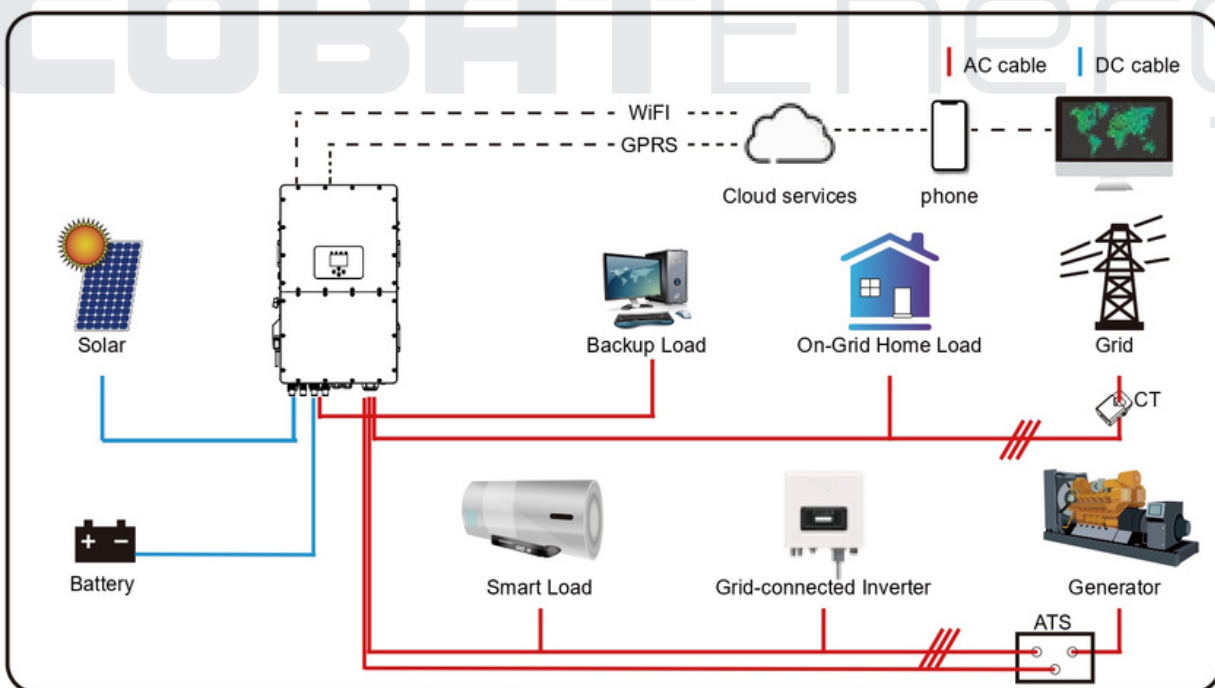 COBATEnerg
AC cable DC cable
WiFI
GPRS
Cloud services phone
Solar
Backup Load On-Grid Home Load Grid
CT
Battery
Smart Load Grid-connected Inverter Generator
ATS